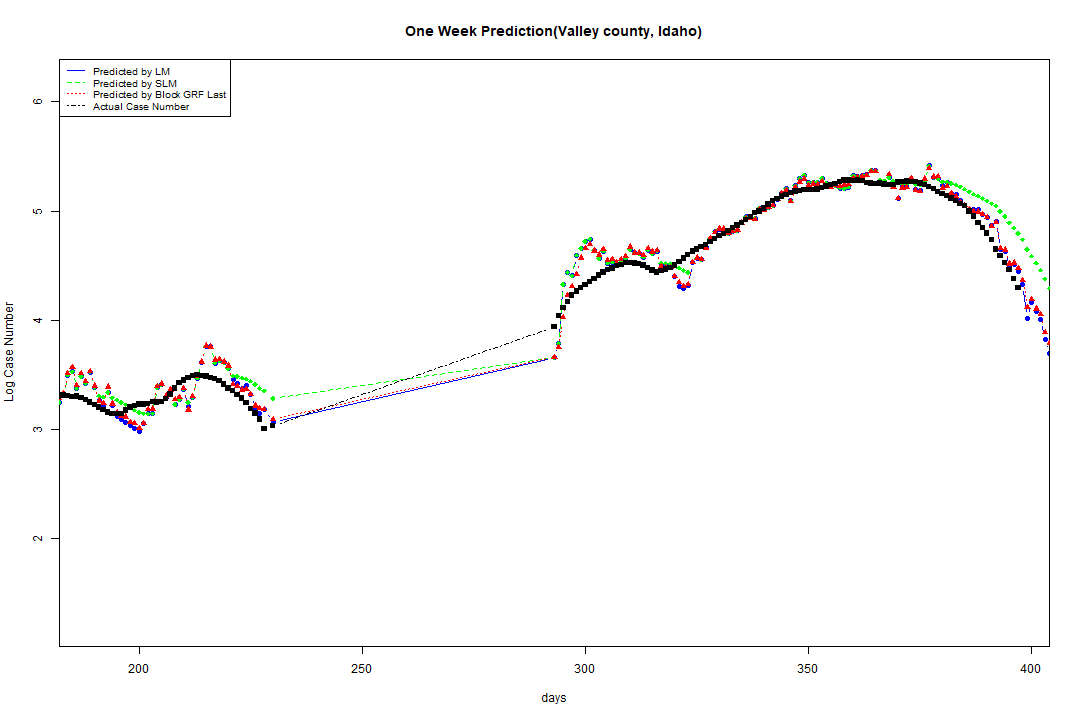 One Week Prediction(Valley county, Idaho)
Predicted by LM
Predicted by SLM
Predicted by Block GRF Last
Actual Case Number
6
5
4
3
2
Log Case Number
200 250 300 350 400
days